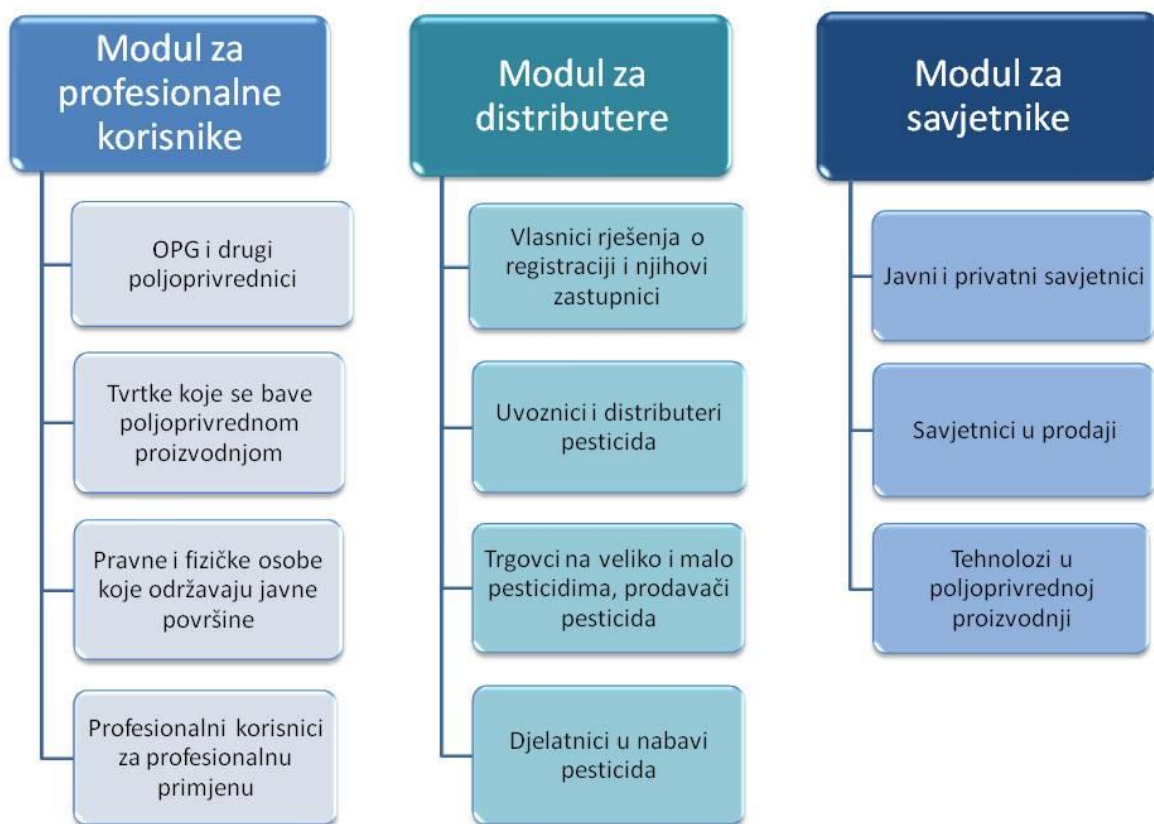 Modul za
profesionalne
korisnike
OPG i drugi
poljoprivrednici
Tvrtke koje se bave
poljoprivrednom
proizvodnjom
Pravne i fizičke osobe
koje održavaju javne
površine
Profesionalni korisnici
za profesionalnu
primjenu
Modul za
distributere
Vlasnici rješenja o
registraciji i njihovi
zastupnici
Uvoznici i distributeri
pesticida
Trgovci na veliko i malo
pesticidima, prodavači
pesticida
Djelatnici u nabavi
pesticida
Modul za
savjetnike
Javni i privatni savjetnici
Savjetnici u prodaji
Tehnolozi u
poljoprivrednoj
proizvodnji